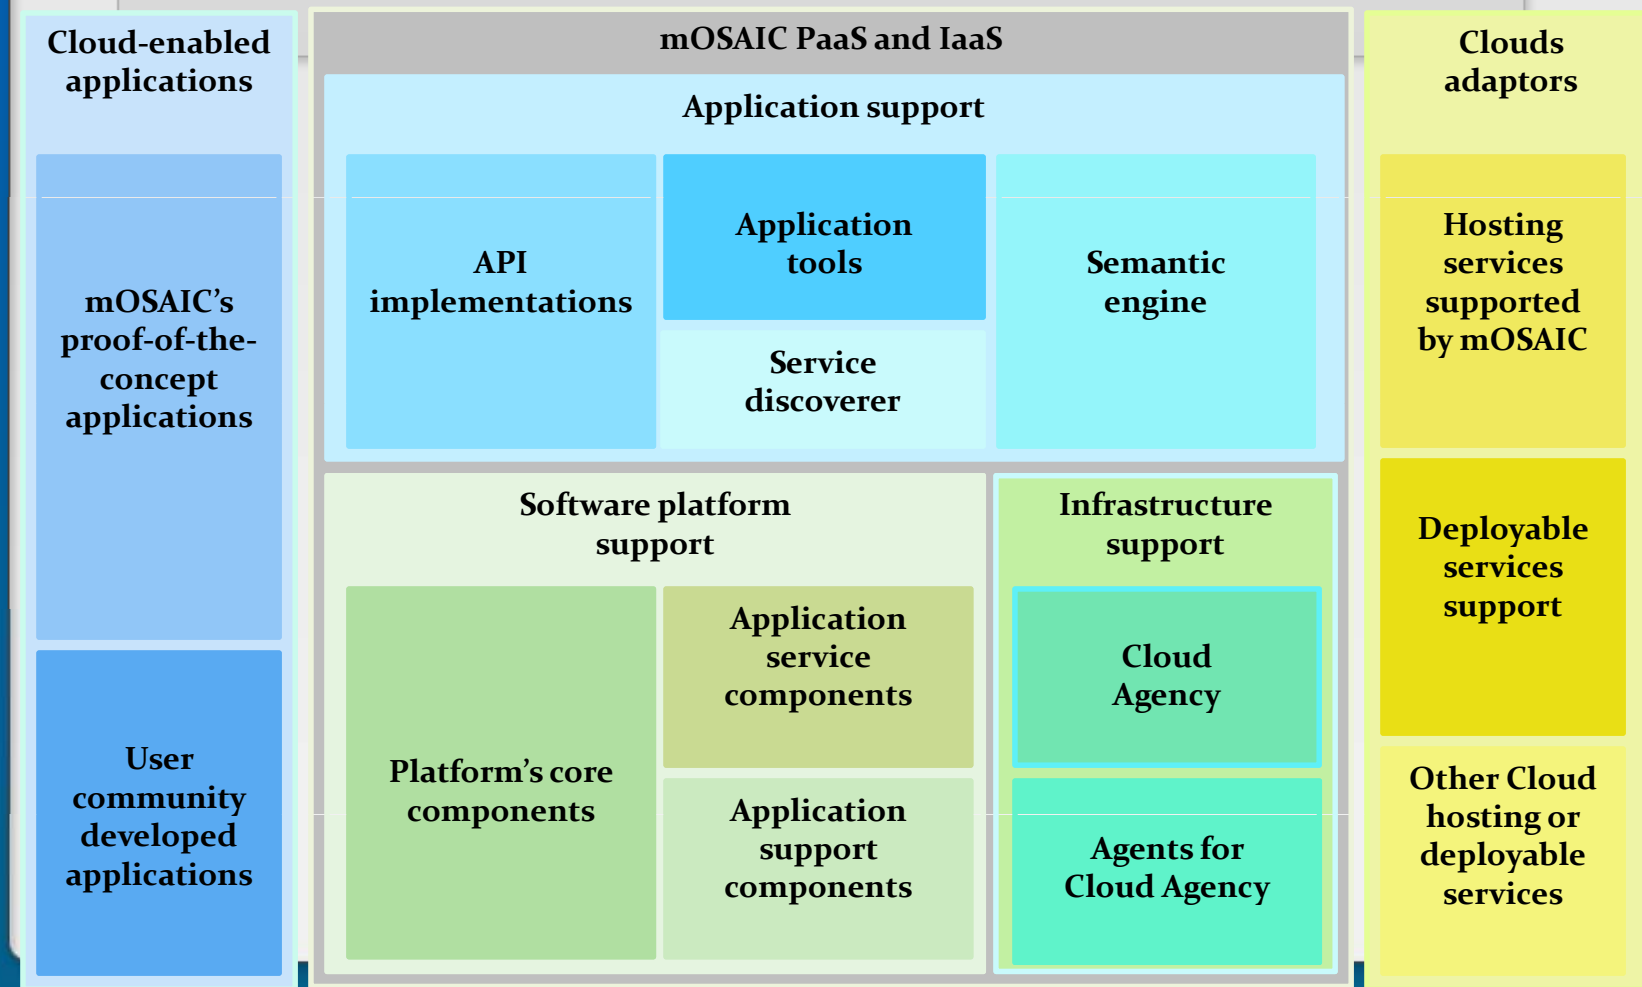 Cloud-enabled
applications
mOSAIC’s
proof-of-the-
concept
applications
User
community
developed
applications
mOSAIC PaaS and IaaS
Application support
API
implementations
Application
tools
Service
discoverer
Semantic
engine
Software platform
support
Platform’s core
components
Application
service
components
Application
support
components
Infrastructure
support
Cloud
Agency
Agents for
Cloud Agency
Clouds
adaptors
Hosting
services
supported
by mOSAIC
Deployable
services
support
Other Cloud
hosting or
deployable
services